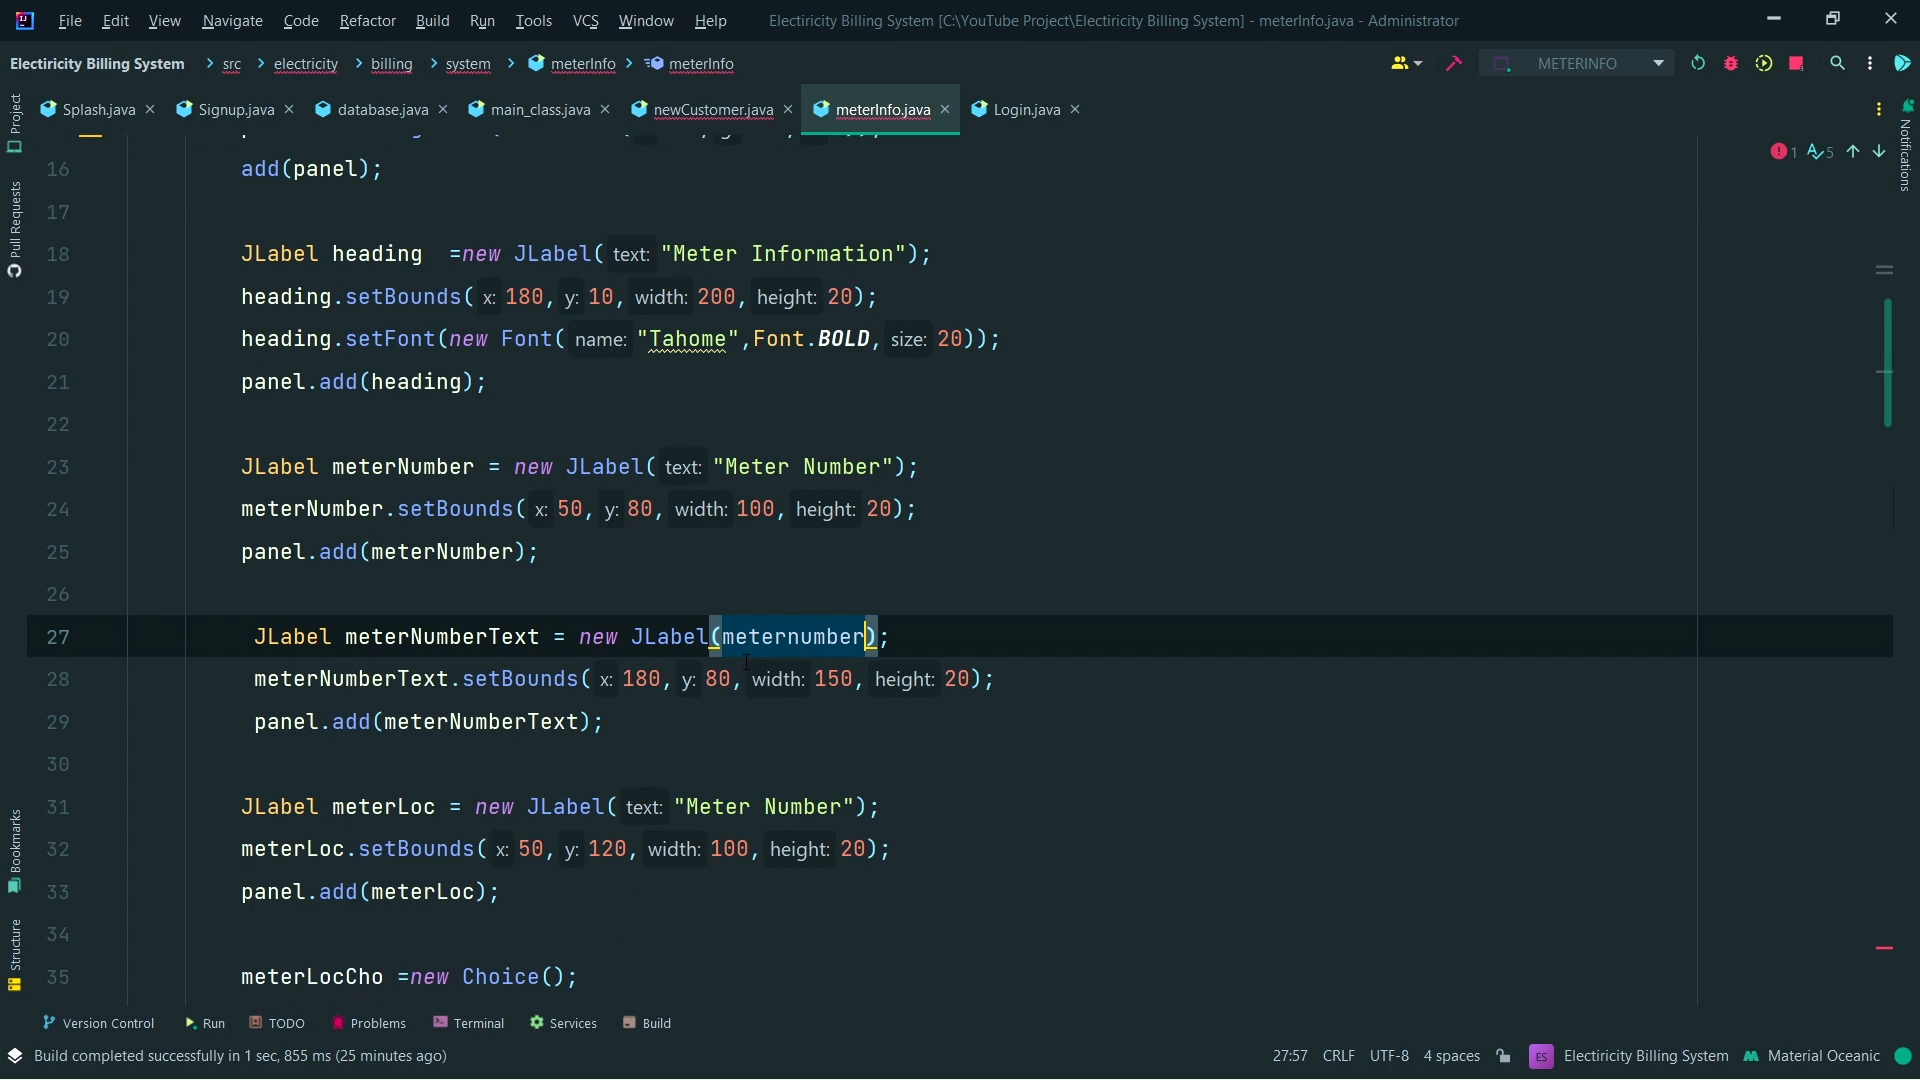 File Edit View Navigate Code Refactor Build Run Tools VCS Window Help Electiricity Billing System [C:\YouTube Project\Electiricity Billing System] - meterInfo.java - Administrator
Electiricity Billing System > src > electricity > billing > system > meterInfo > meterInfo METERINFO
Splash.java Signup.java database.java main_class.java newCustomer.java meterInfo.java Login.java
Project
Pull Requests
Bookmarks
Structure
Notifications
1 5
16 add(panel);
17
18 JLabel heading =new JLabel( text: "Meter Information");
19 heading.setBounds( x: 180, y: 10, width: 200, height: 20);
20 heading.setFont(new Font( name: "Tahome",Font.BOLD, size: 20));
21 panel.add(heading);
22
23 JLabel meterNumber = new JLabel( text: "Meter Number");
24 meterNumber.setBounds( x: 50, y: 80, width: 100, height: 20);
25 panel.add(meterNumber);
26
27 JLabel meterNumberText = new JLabel(meternumber);
28 meterNumberText.setBounds( x: 180, y: 80, width: 150, height: 20);
29 panel.add(meterNumberText);
30
31 JLabel meterLoc = new JLabel( text: "Meter Number");
32 meterLoc.setBounds( x: 50, y: 120, width: 100, height: 20);
33 panel.add(meterLoc);
34
35 meterLocCho =new Choice();
Version Control Run TODO Problems Terminal Services Build
Build completed successfully in 1 sec, 855 ms (25 minutes ago) 27:57 CRLF UTF-8 4 spaces ES Electiricity Billing System Material Oceanic